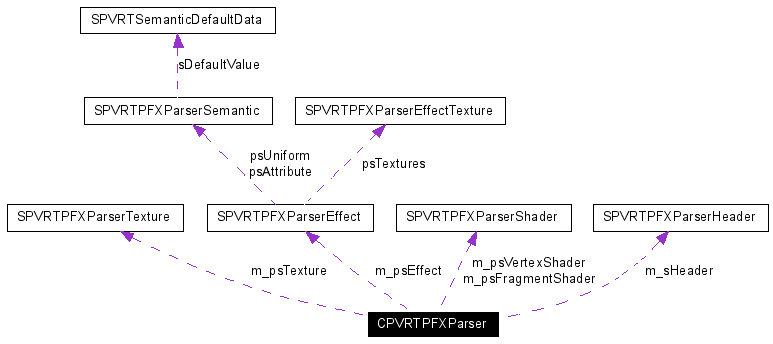 SPVRTSemanticDefaultData
sDefaultValue
SPVRTPFXParserSemantic
SPVRTPFXParserEffectTexture
psUniform
psAttribute
psTextures
SPVRTPFXParserTexture
SPVRTPFXParserEffect
SPVRTPFXParserShader
SPVRTPFXParserHeader
m_psTexture
m_psEffect
m_psVertexShader
m_psFragmentShader
m_sHeader
CPVRTPFXParser